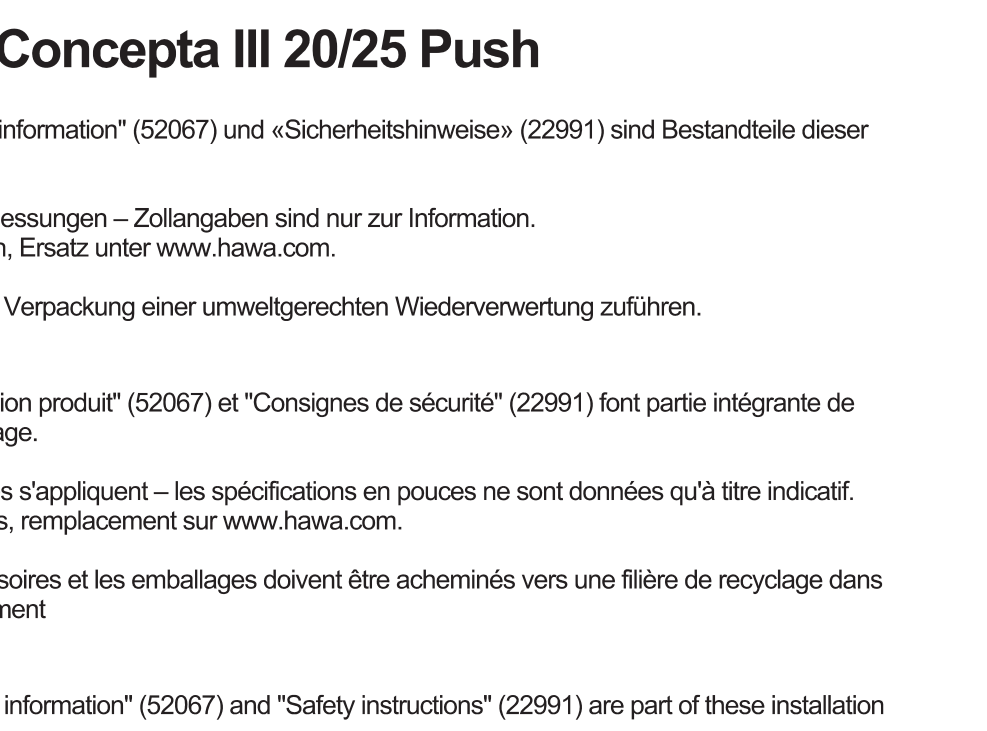 Concepta III 20/25 Push
information" (52067) und «Sicherheitshinweise» (22991) sind Bestandteile dieser
essungen – Zollangaben sind nur zur Information.
n, Ersatz unter www.hawa.com.
Verpackung einer umweltgerechten Wiederverwertung zuführen.
ion produit" (52067) et "Consignes de sécurité" (22991) font partie intégrante de
age.
s s'appliquent – les spécifications en pouces ne sont données qu'à titre indicatif.
s, remplacement sur www.hawa.com.
soires et les emballages doivent être acheminés vers une filière de recyclage dans
ment
information" (52067) and "Safety instructions" (22991) are part of these installation